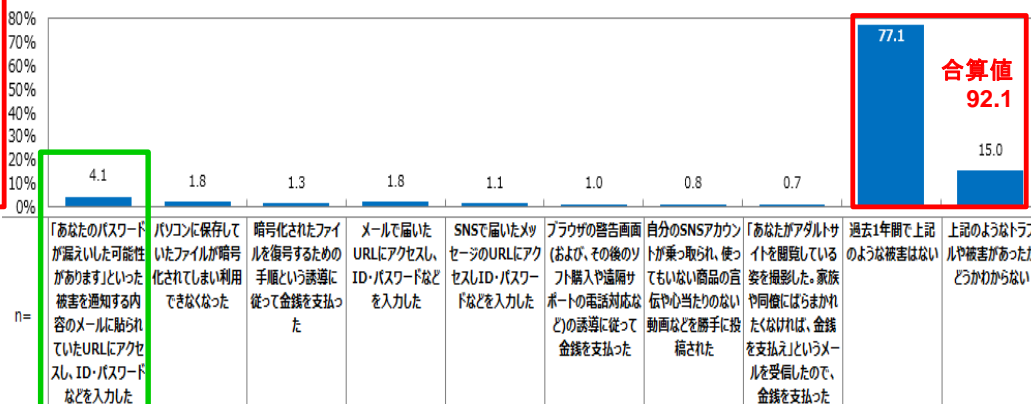 80%
70%
60%
50%
40%
30%
20%
10%
0%
4.1
1.8
1.3
1.8
1.1
1.0
0.8
0.7
77.1
15.0
合算値
92.1
n=
「あなたのパスワード
が漏えいした可能性
があります」といった
被害を通知する内
容のメールに貼られ
ていたURLにアクセ
スし、ID・パスワード
などを入力した
パソコンに保存して
いたファイルが暗号
化されてしまい利用
できなくなった
暗号化されたファイ
ルを復号するための
手順という誘導に
従って金銭を支払っ
た
メールで届いた
URLにアクセスし、
ID・パスワードなど
を入力した
SNSで届いたメッ
セージのURLにアク
セスしID・パスワー
ドなどを入力した
ブラウザの警告画面
(および、その後のソ
フト購入や遠隔サ
ポートの電話対応な
ど)の誘導に従って
金銭を支払った
自分のSNSアカウン
トが乗っ取られ、使っ
てもいない商品の宣
伝や心当たりのない
動画などを勝手に投
稿された
「あなたがアダルトサ
イトを閲覧している
姿を撮影した。家族
や同僚にばらまかれ
たくなければ、金銭
を支払え」というメー
ルを受信したので、
金銭を支払った
過去1年間で上記
のような被害はない
上記のようなトラブ
ルや被害があったか
どうかわからない